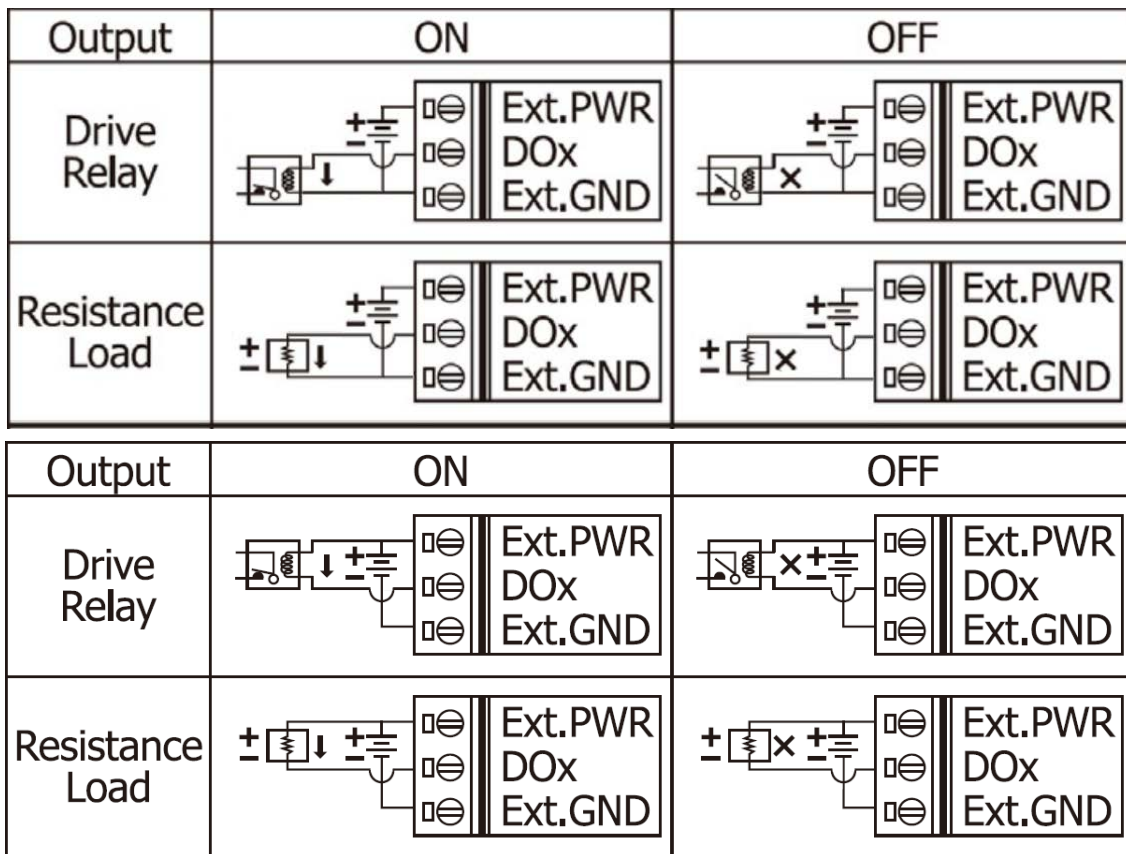 Output ON OFF
Drive
Relay
+
-
Ext.PWR
DOx
Ext.GND
+
-
Ext.PWR
DOx
Ext.GND
Resistance
Load
+
-
+
-
Ext.PWR
DOx
Ext.GND
+
-
+
-
Ext.PWR
DOx
Ext.GND
Output ON OFF
Drive
Relay
+
-
Ext.PWR
DOx
Ext.GND
+
-
Ext.PWR
DOx
Ext.GND
Resistance
Load
+
-
+
-
Ext.PWR
DOx
Ext.GND
+
-
+
-
Ext.PWR
DOx
Ext.GND